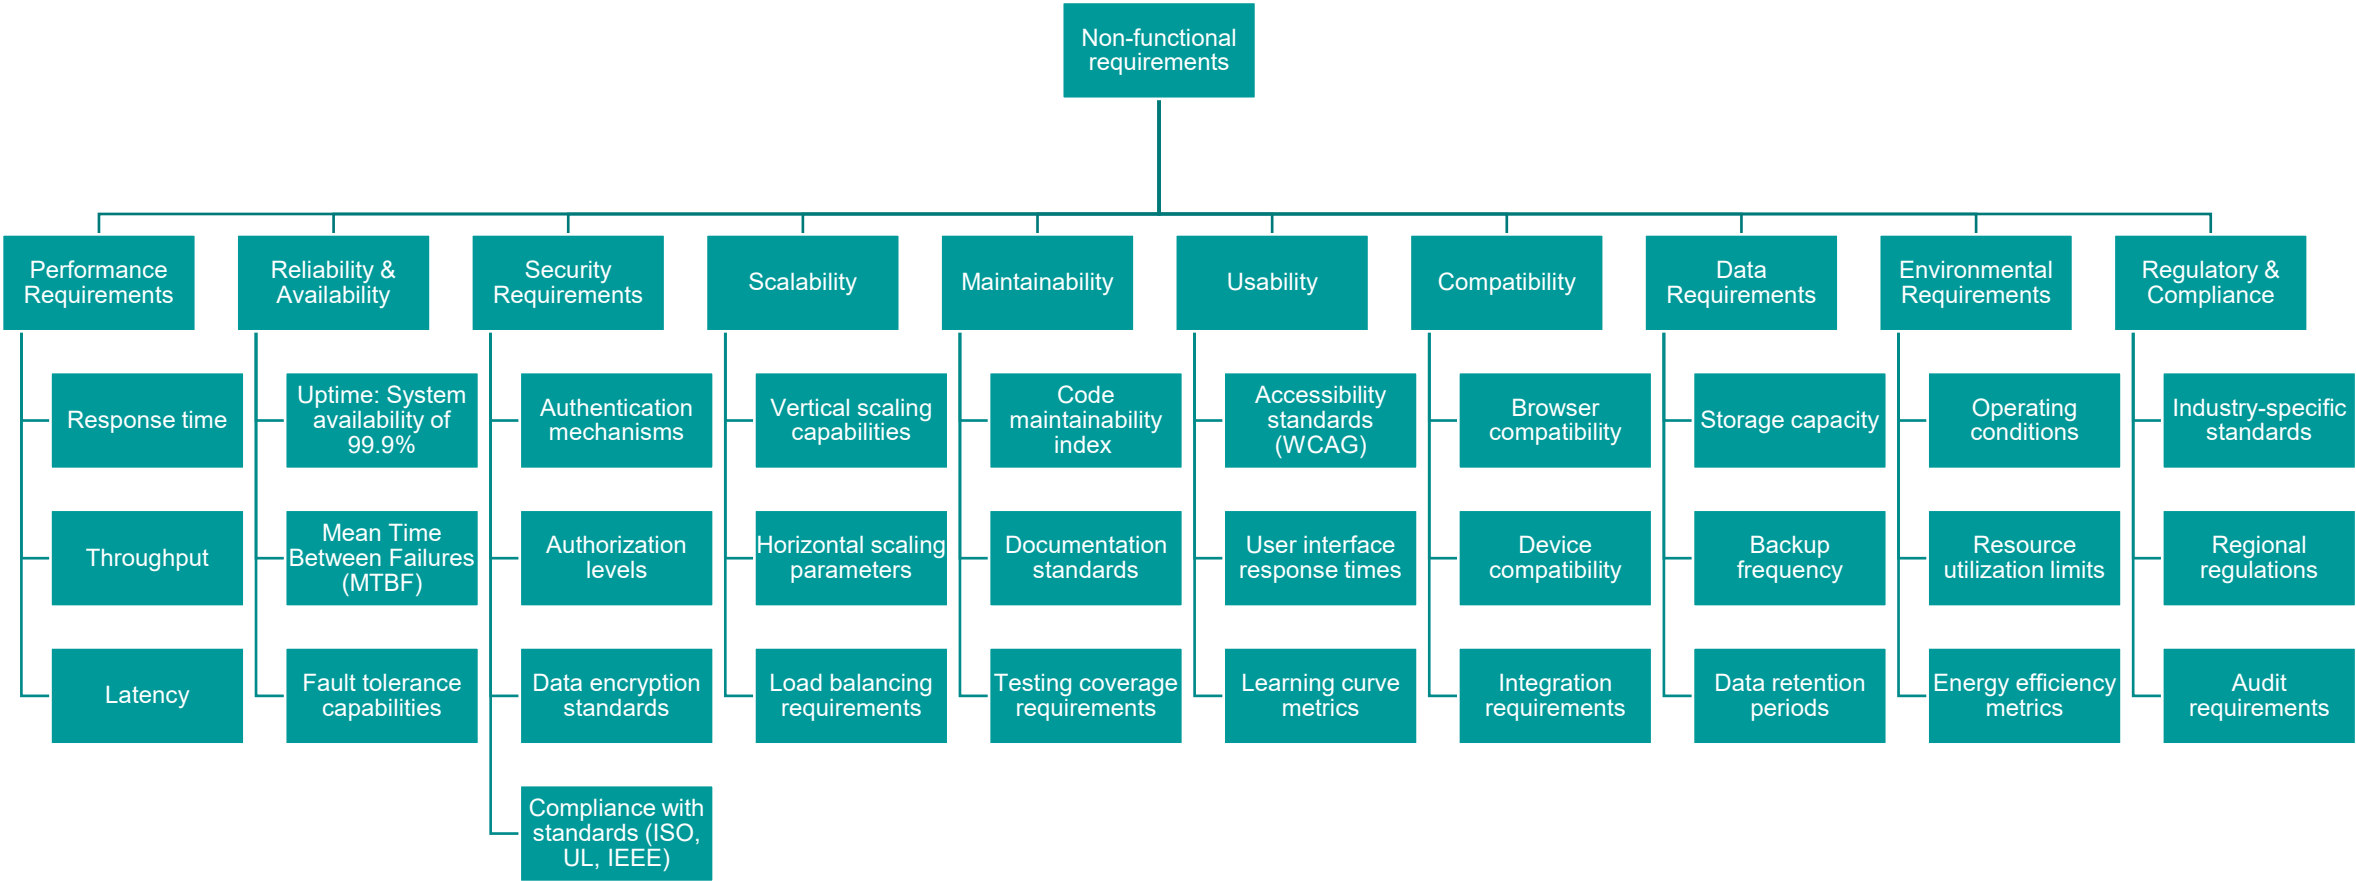 Non-functional
requirements
Performance
Requirements
Response time
Throughput
Latency
Reliability &
Availability
Uptime: System
availability of
99.9%
Mean Time
Between Failures
(MTBF)
Fault tolerance
capabilities
Security
Requirements
Authentication
mechanisms
Authorization
levels
Data encryption
standards
Compliance with
standards (ISO,
UL, IEEE)
Scalability
Vertical scaling
capabilities
Horizontal scaling
parameters
Load balancing
requirements
Maintainability
Code
maintainability
index
Documentation
standards
Testing coverage
requirements
Usability
Accessibility
standards
(WCAG)
User interface
response times
Learning curve
metrics
Compatibility
Browser
compatibility
Device
compatibility
Integration
requirements
Data
Requirements
Storage capacity
Backup
frequency
Data retention
periods
Environmental
Requirements
Operating
conditions
Resource
utilization limits
Energy efficiency
metrics
Regulatory &
Compliance
Industry-specific
standards
Regional
regulations
Audit
requirements